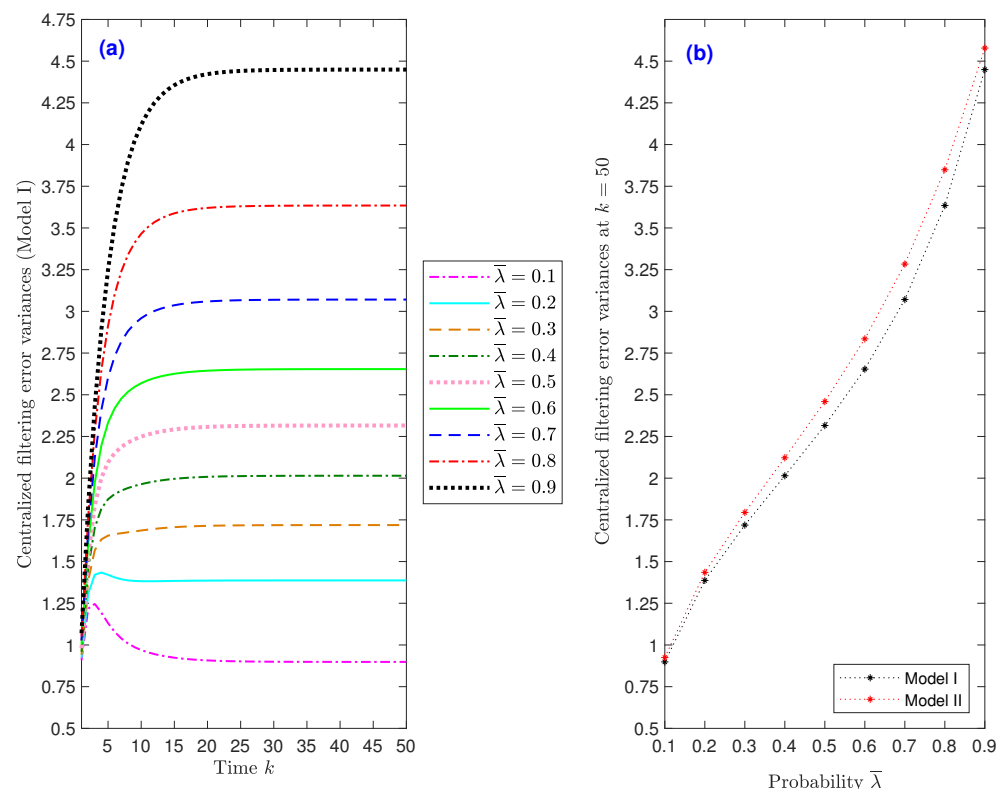 (a)
Centralized filtering error variances (Model I)
4.75
4.5
4.25
4
3.75
3.5
3.25
3
2.75
2.5
2.25
2
1.75
1.5
1.25
1
0.75
0.5
5 10 15 20 25 30 35 40 45 50
Time k
λ̅ = 0.1
λ̅ = 0.2
λ̅ = 0.3
λ̅ = 0.4
λ̅ = 0.5
λ̅ = 0.6
λ̅ = 0.7
λ̅ = 0.8
λ̅ = 0.9
(b)
Centralized filtering error variances at k = 50
4.5
4.25
4
3.75
3.5
3.25
3
2.75
2.5
2.25
2
1.75
1.5
1.25
1
0.75
0.5
0.1 0.2 0.3 0.4 0.5 0.6 0.7 0.8 0.9
Probability λ̅
Model I
Model II